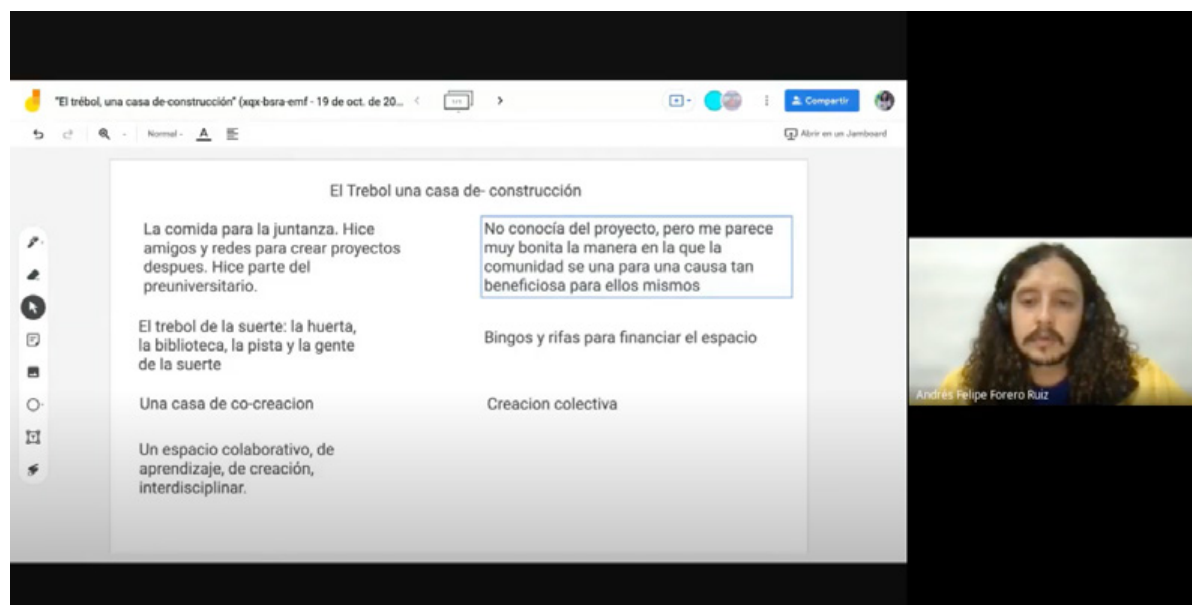 "El trébol, una casa de-construcción" (xqx-bsra-emf - 19 de oct. de 20...
Compartir
Normal
A
Abrir en un Jamboard
El Trebol una casa de- construcción
La comida para la juntanza. Hice
amigos y redes para crear proyectos
despues. Hice parte del
preuniversitario.
El trebol de la suerte: la huerta,
la biblioteca, la pista y la gente
de la suerte
Una casa de co-creacion
Un espacio colaborativo, de
aprendizaje, de creación,
interdisciplinar.
No conocía del proyecto, pero me parece
muy bonita la manera en la que la
comunidad se una para una causa tan
beneficiosa para ellos mismos
Bingos y rifas para financiar el espacio
Creacion colectiva
Andrés Felipe Forero Ruiz